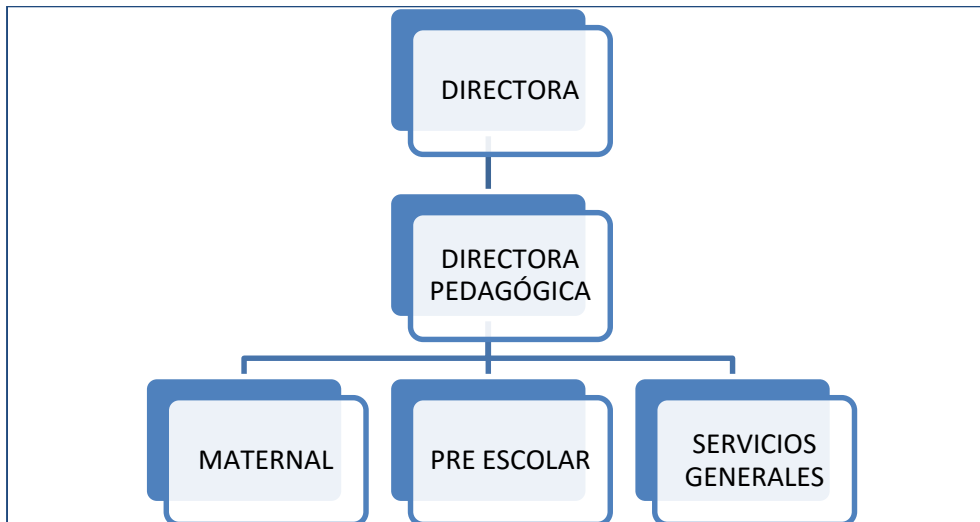 DIRECTORA
DIRECTORA
PEDAGÓGICA
MATERNAL
PRE ESCOLAR
SERVICIOS
GENERALES